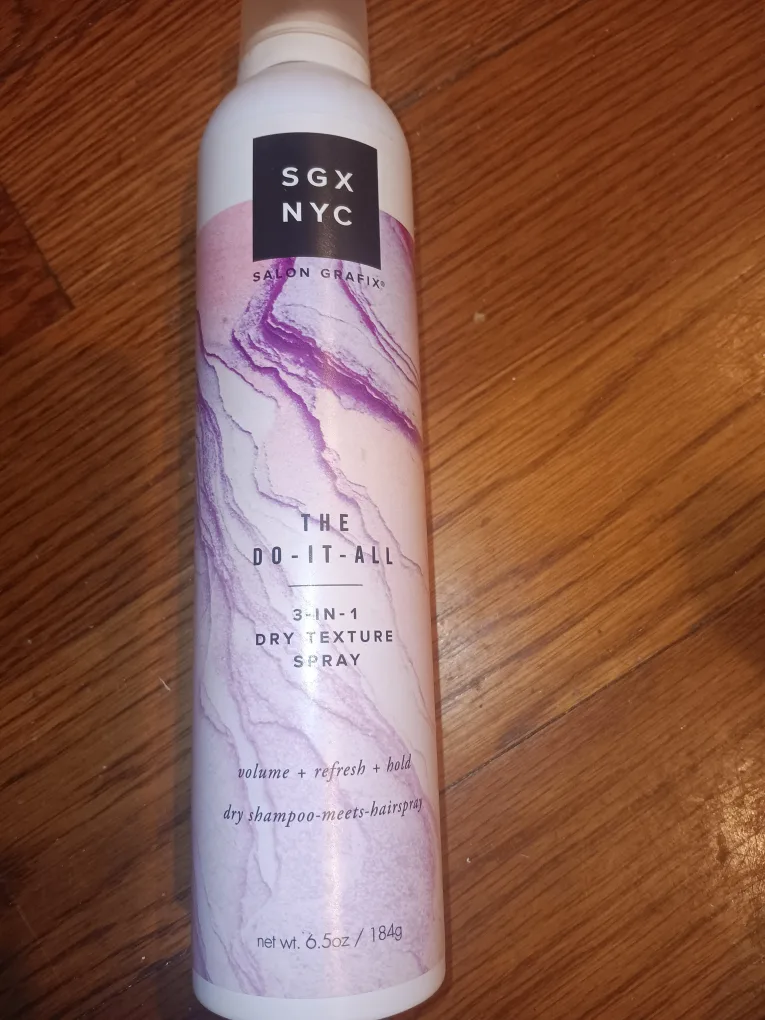 SGX
NYC
SALON GRAFIX®
THE
DO-IT-ALL
3-IN-1
DRY TEXTURE
SPRAY
volume + refresh + hold
dry shampoo-meets-hairspray
net wt. 6.5oz / 184g